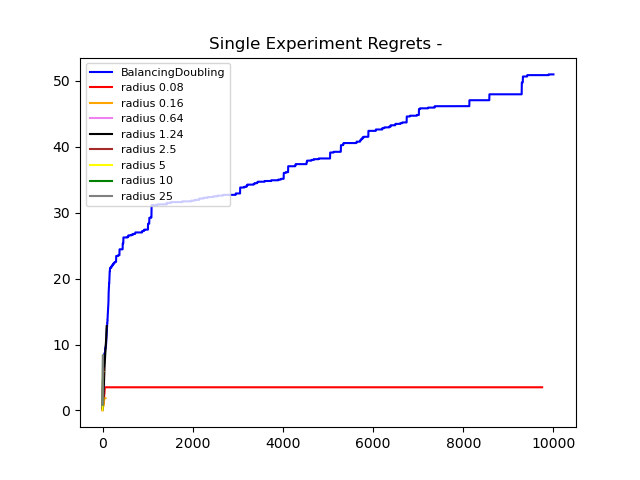 Single Experiment Regrets -
BalancingDoubling
radius 0.08
radius 0.16
radius 0.64
radius 1.24
radius 2.5
radius 5
radius 10
radius 25
50
40
30
20
10
0
0 2000 4000 6000 8000 10000